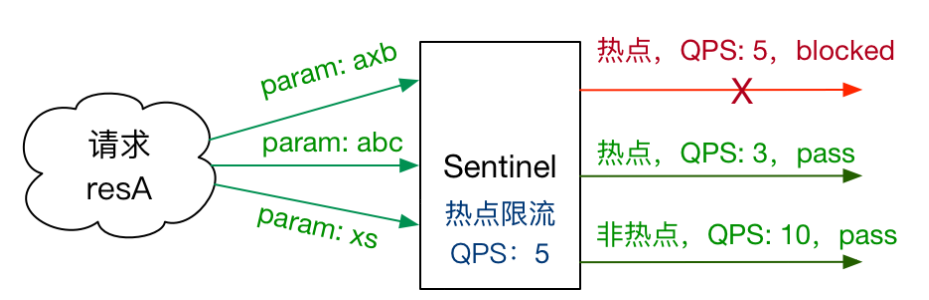 请求
resA
param: axb
param: abc
param: xs
Sentinel
热点限流
QPS：5
热点，QPS: 5，blocked
X
热点，QPS: 3，pass
非热点，QPS: 10，pass